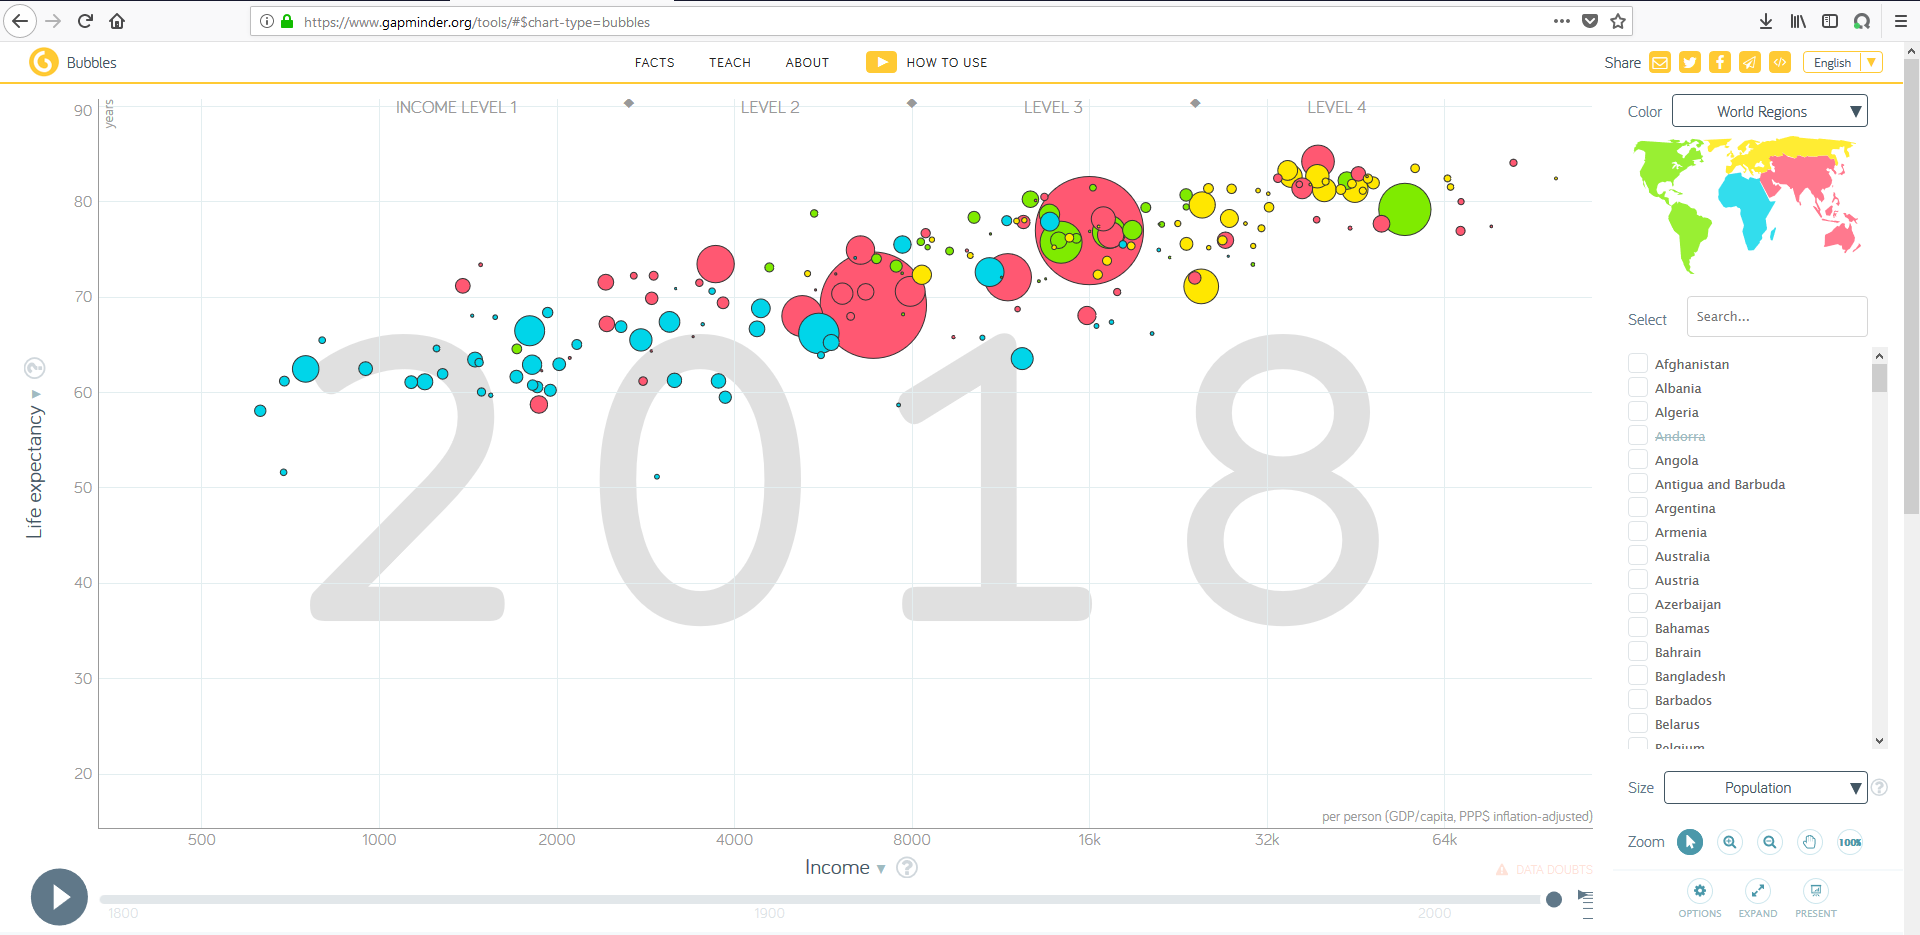 https://www.gapminder.org/tools/#$chart-type=bubbles
Bubbles
FACTS
TEACH
ABOUT
HOW TO USE
Share
English
90
years
INCOME LEVEL 1
LEVEL 2
LEVEL 3
LEVEL 4
80
70
60
50
40
30
20
2018
Life expectancy
?
per person (GDP/capita, PPP$ inflation-adjusted)
500
1000
2000
4000
8000
16k
32k
64k
Income
?
DATA DOUBTS
1800
1900
2000
Color
World Regions
Select
Search...
Afghanistan
Albania
Algeria
Andorra
Angola
Antigua and Barbuda
Argentina
Armenia
Australia
Austria
Azerbaijan
Bahamas
Bahrain
Bangladesh
Barbados
Belarus
Belgium
Size
Population
?
Zoom
100%
OPTIONS
EXPAND
PRESENT